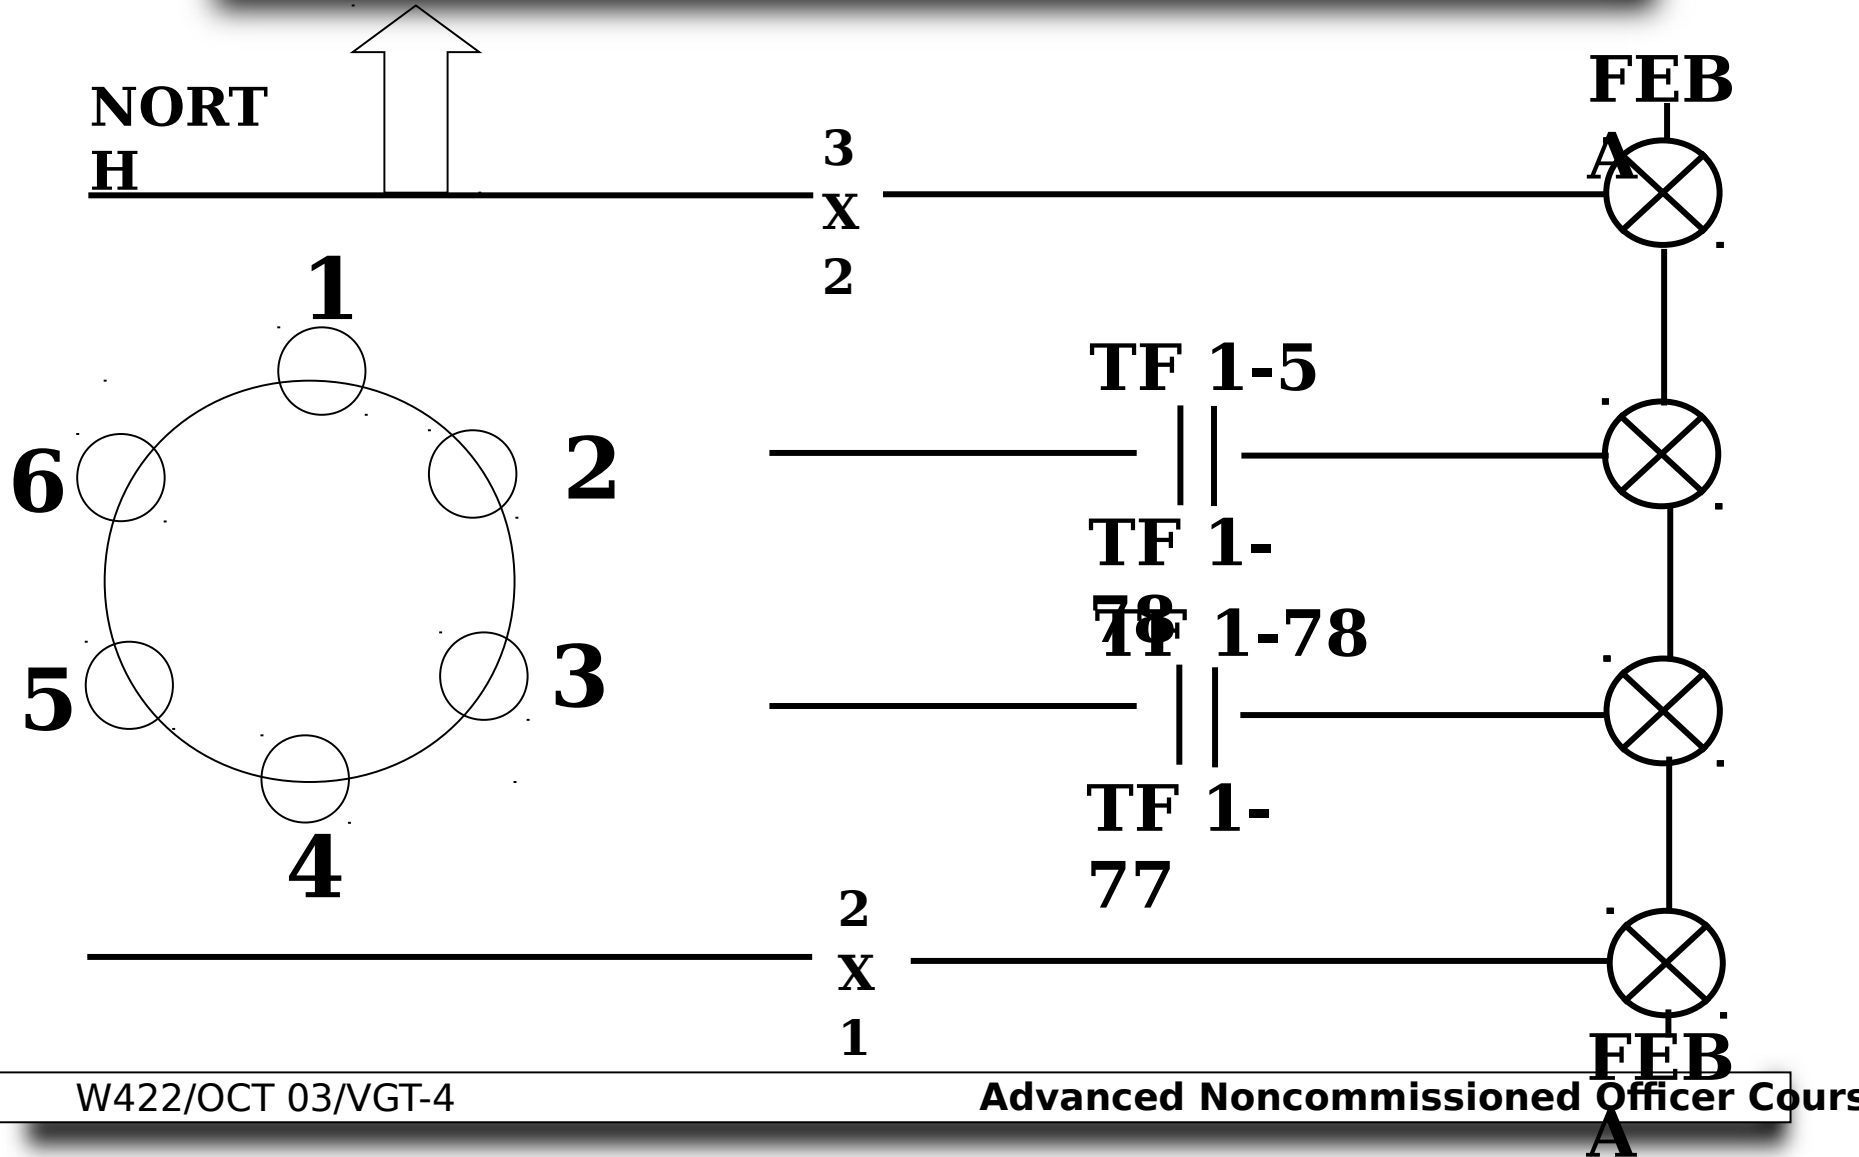 FEB
A
NORT
H
3
X
2
1
TF 1-5
6
2
TF 1-
78
TF 1-78
5
3
TF 1-
77
4
2
X
1
FEB
A
W422/OCT 03/VGT-4
Advanced Noncommissioned Officer Cours